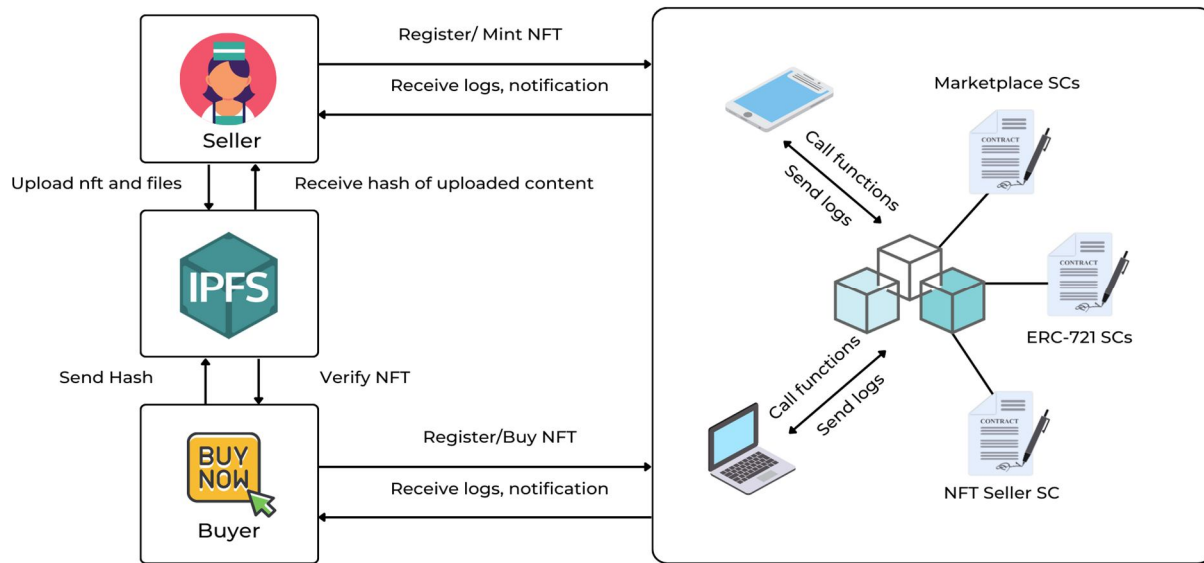 Register/ Mint NFT
Receive logs, notification
Seller
Upload nft and files
Receive hash of uploaded content
IPFS
Send Hash
Verify NFT
BUY
NOW
Buyer
Register/Buy NFT
Receive logs, notification
Marketplace SCs
CONTRACT
Call functions
Send logs
CONTRACT
ERC-721 SCs
Call functions
Send logs
CONTRACT
NFT Seller SC